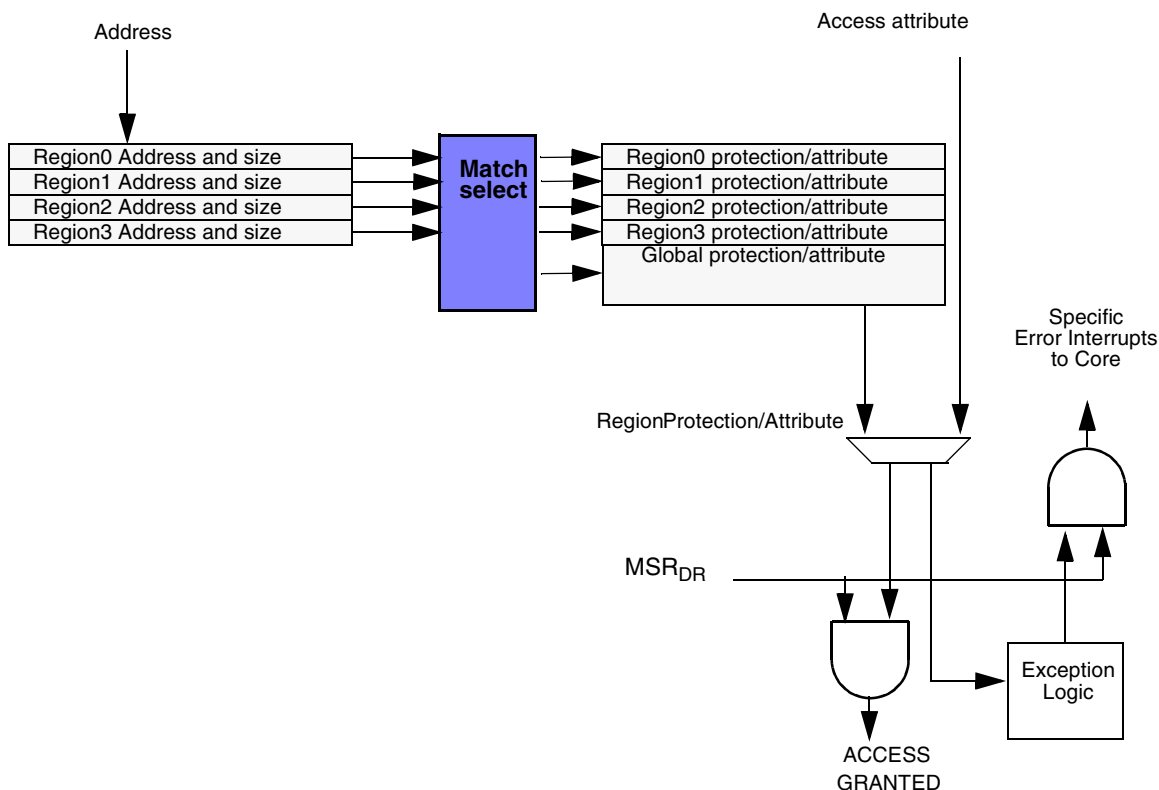 Access attribute
Address
Region0 Address and size
Region1 Address and size
Region2 Address and size
Region3 Address and size
Match
select
Region0 protection/attribute
Region1 protection/attribute
Region2 protection/attribute
Region3 protection/attribute
Global protection/attribute
Specific
Error Interrupts
to Core
RegionProtection/Attribute
MSRDR
Exception
Logic
ACCESS
GRANTED